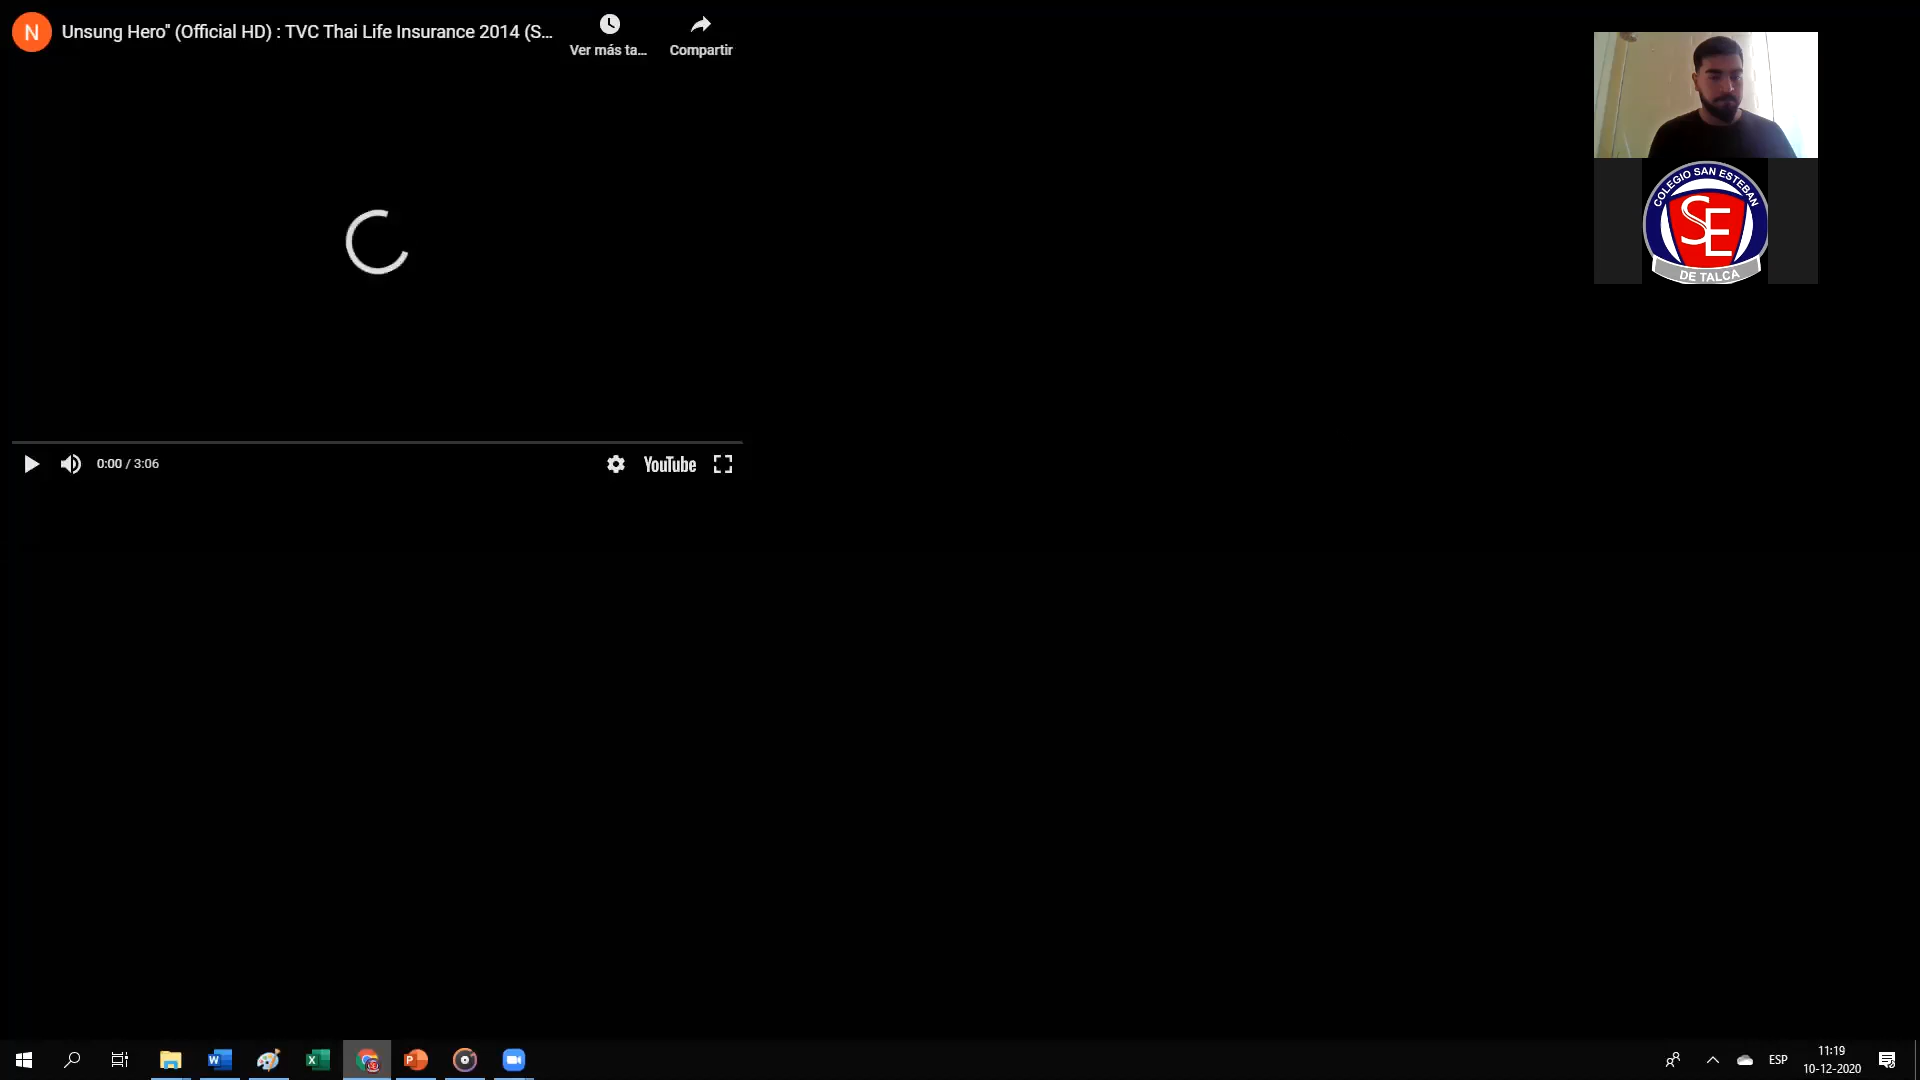 N
Unsung Hero" (Official HD) : TVC Thai Life Insurance 2014 (S...
Ver más ta...
Compartir
COLEGIO SAN ESTEBAN
SE
DE TALCA
0:00 / 3:06
YouTube
W
X
P
ESP
11:19
10-12-2020